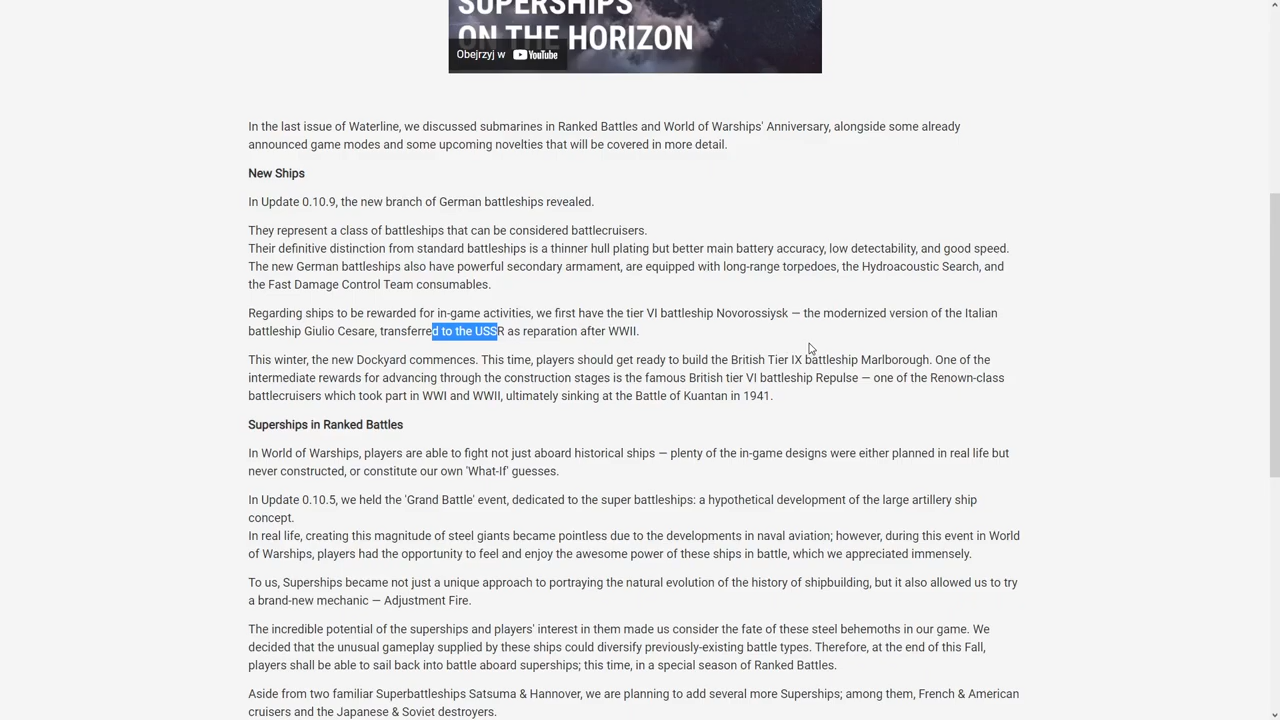 SUPERSHIPS
ON THE HORIZON
Obejrzyj w YouTube
In the last issue of Waterline, we discussed submarines in Ranked Battles and World of Warships' Anniversary, alongside some already
announced game modes and some upcoming novelties that will be covered in more detail.
New Ships
In Update 0.10.9, the new branch of German battleships revealed.
They represent a class of battleships that can be considered battlecruisers.
Their definitive distinction from standard battleships is a thinner hull plating but better main battery accuracy, low detectability, and good speed.
The new German battleships also have powerful secondary armament, are equipped with long-range torpedoes, the Hydroacoustic Search, and
the Fast Damage Control Team consumables.
Regarding ships to be rewarded for in-game activities, we first have the tier VI battleship Novorossiysk — the modernized version of the Italian
battleship Giulio Cesare, transferred to the USSR as reparation after WWII.
This winter, the new Dockyard commences. This time, players should get ready to build the British Tier IX battleship Marlborough. One of the
intermediate rewards for advancing through the construction stages is the famous British tier VI battleship Repulse — one of the Renown-class
battlecruisers which took part in WWI and WWII, ultimately sinking at the Battle of Kuantan in 1941.
Superships in Ranked Battles
In World of Warships, players are able to fight not just aboard historical ships — plenty of the in-game designs were either planned in real life but
never constructed, or constitute our own 'What-If' guesses.
In Update 0.10.5, we held the 'Grand Battle' event, dedicated to the super battleships: a hypothetical development of the large artillery ship
concept.
In real life, creating this magnitude of steel giants became pointless due to the developments in naval aviation; however, during this event in World
of Warships, players had the opportunity to feel and enjoy the awesome power of these ships in battle, which we appreciated immensely.
To us, Superships became not just a unique approach to portraying the natural evolution of the history of shipbuilding, but it also allowed us to try
a brand-new mechanic — Adjustment Fire.
The incredible potential of the superships and players' interest in them made us consider the fate of these steel behemoths in our game. We
decided that the unusual gameplay supplied by these ships could diversify previously-existing battle types. Therefore, at the end of this Fall,
players shall be able to sail back into battle aboard superships; this time, in a special season of Ranked Battles.
Aside from two familiar Superbattleships Satsuma & Hannover, we are planning to add several more Superships; among them, French & American
cruisers and the Japanese & Soviet destroyers.